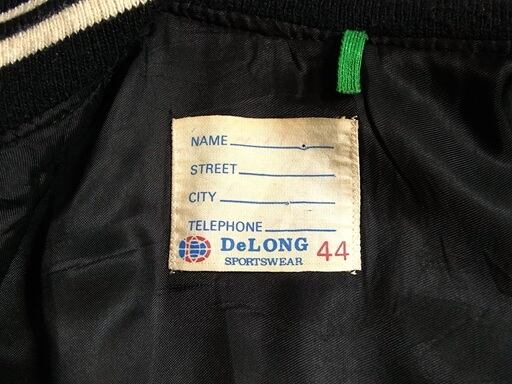 NAME
STREET
CITY
TELEPHONE
DeLONG 44
SPORTSWEAR